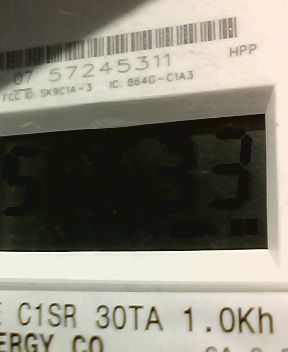 07 57245311 HPP
FCC ID: SK9C1A-3 IC: 864G-C1A3
C1SR 30TA 1.0Kh
ERGY CO